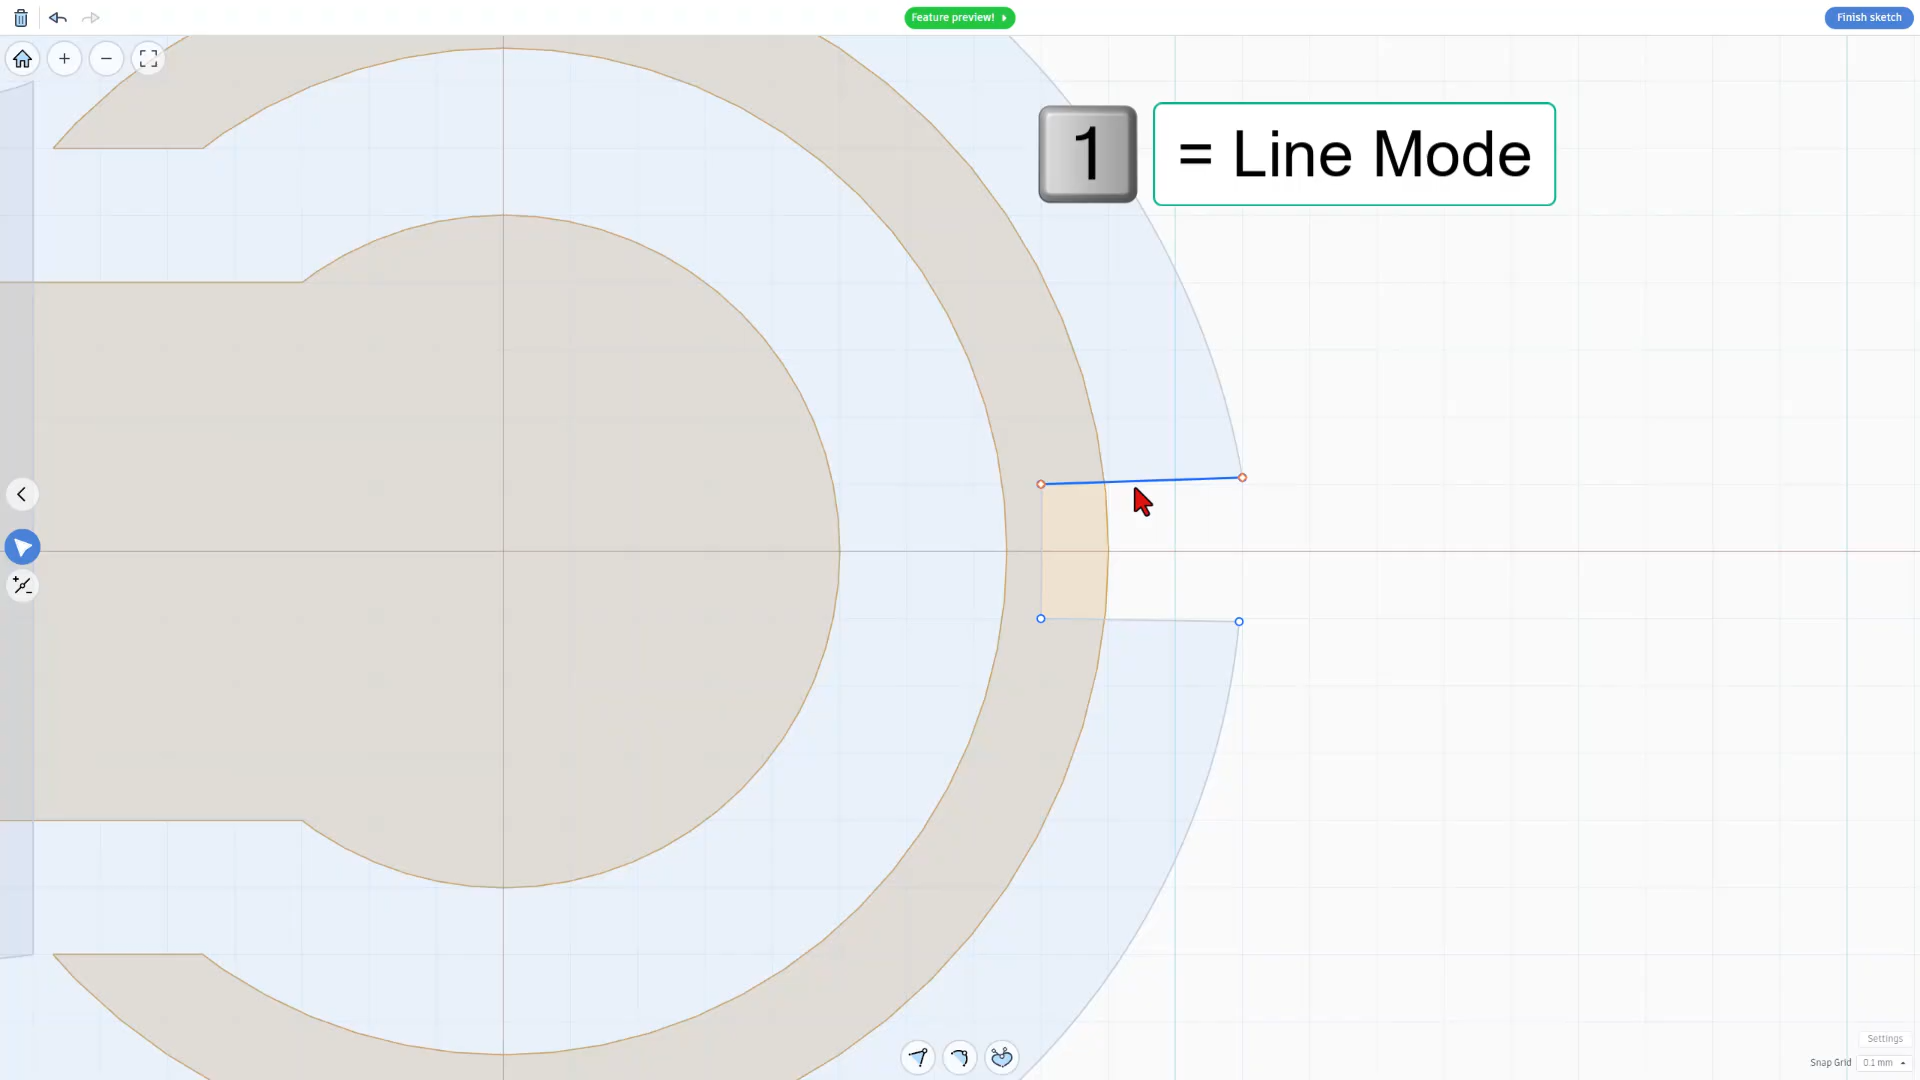 Feature preview!
Finish sketch
1 = Line Mode
Settings
Snap Grid 0.1 mm